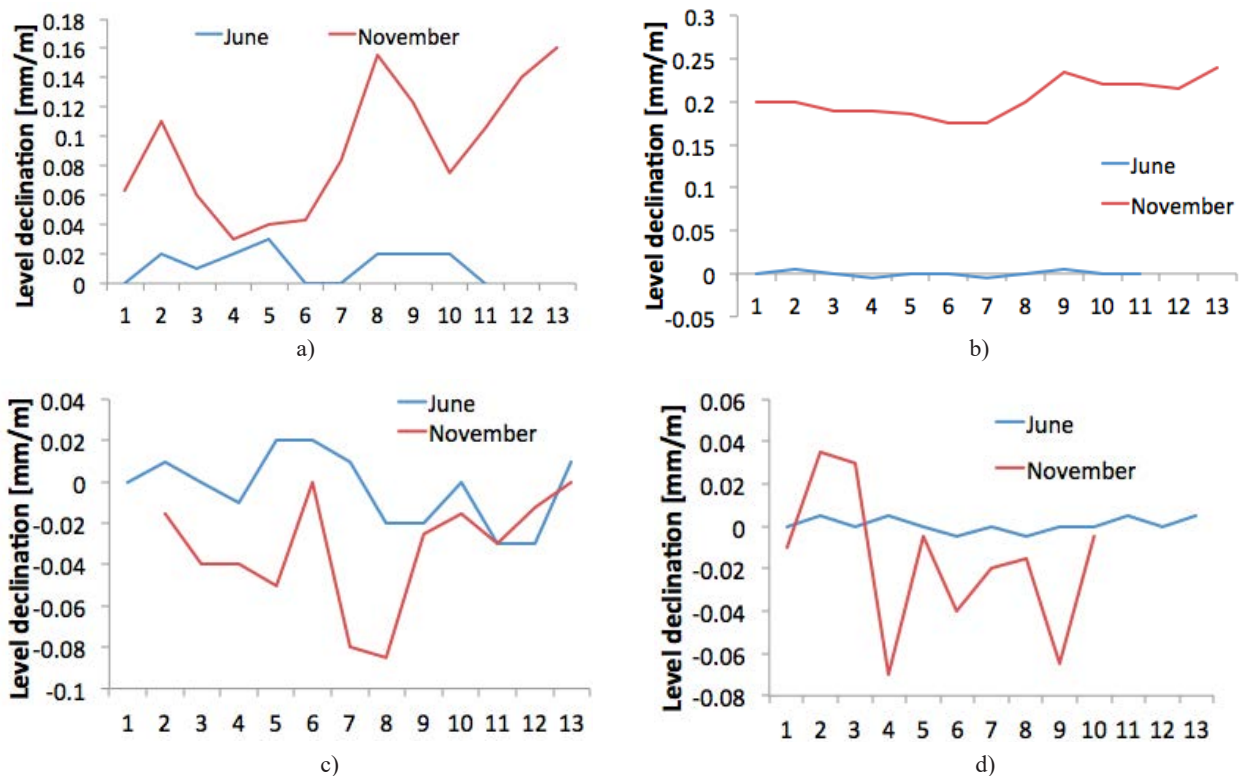 0.18
0.16
0.14
0.12
0.1
0.08
0.06
0.04
0.02
0
Level declination [mm/m]
June
November
1 2 3 4 5 6 7 8 9 10 11 12 13
a)
0.3
0.25
0.2
0.15
0.1
0.05
0
-0.05
Level declination [mm/m]
June
November
1 2 3 4 5 6 7 8 9 10 11 12 13
b)
0.04
0.02
0
-0.02
-0.04
-0.06
-0.08
-0.1
Level declination [mm/m]
June
November
1 2 3 4 5 6 7 8 9 10 11 12 13
c)
0.06
0.04
0.02
0
-0.02
-0.04
-0.06
-0.08
Level declination [mm/m]
June
November
1 2 3 4 5 6 7 8 9 10 11 12 13
d)